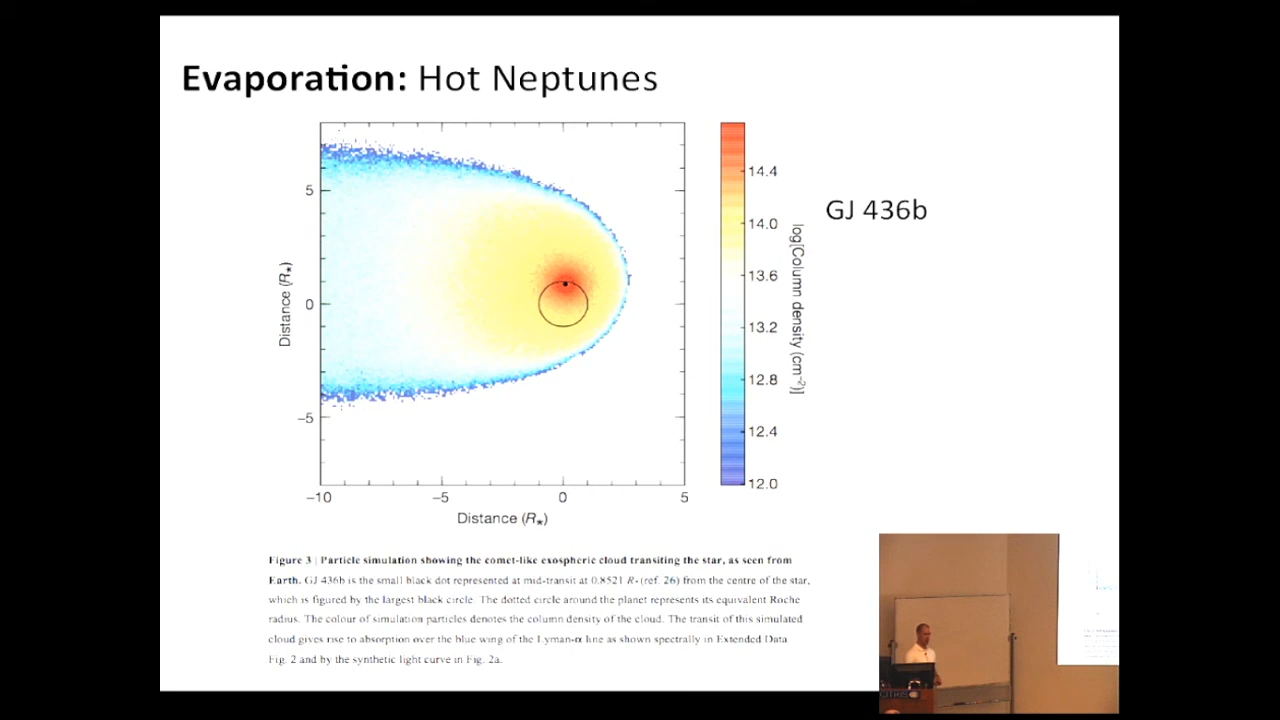 Evaporation: Hot Neptunes
GJ 436b
5
0
−5
−10
−5
0
5
Distance (R★)
Distance (R★)
14.4
14.0
13.6
13.2
12.8
12.4
12.0
log[Column density (cm⁻²)]
Figure 3 | Particle simulation showing the comet-like exospheric cloud transiting the star, as seen from
Earth. GJ 436b is the small black dot represented at mid-transit at 0.8521 R⋆ (ref. 26) from the centre of the star,
which is figured by the largest black circle. The dotted circle around the planet represents its equivalent Roche
radius. The colour of simulation particles denotes the column density of the cloud. The transit of this simulated
cloud gives rise to absorption over the blue wing of the Lyman-α line as shown spectrally in Extended Data
Fig. 2 and by the synthetic light curve in Fig. 2a.